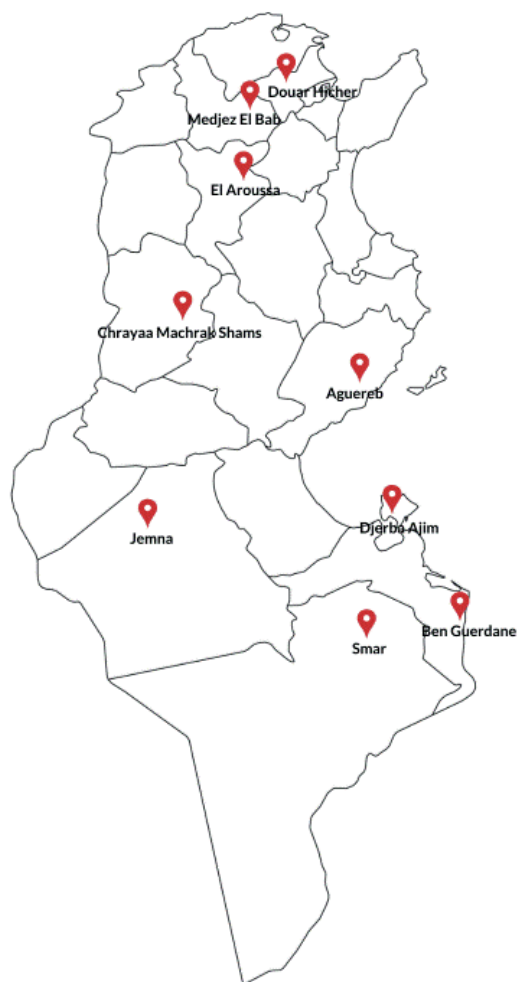 Douar Hicher
Medjez El Bab
El Aroussa
Chrayaa Machrak Shams
Aguereb
Djerba Ajim
Jemna
Ben Guerdane
Smar